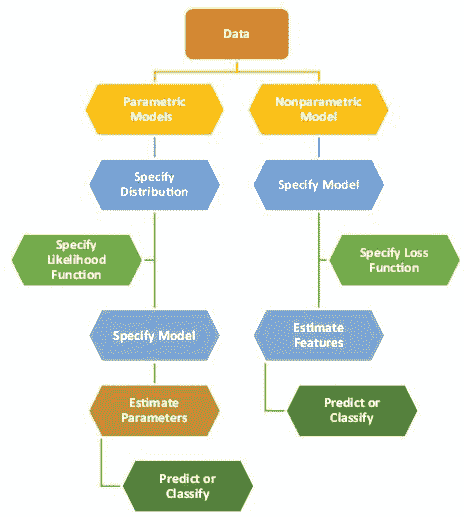 Data
Parametric
Models
Nonparametric
Model
Specify
Distribution
Specify Model
Specify
Likelihood
Function
Specify Loss
Function
Specify Model
Estimate
Features
Estimate
Parameters
Predict or
Classify
Predict or
Classify